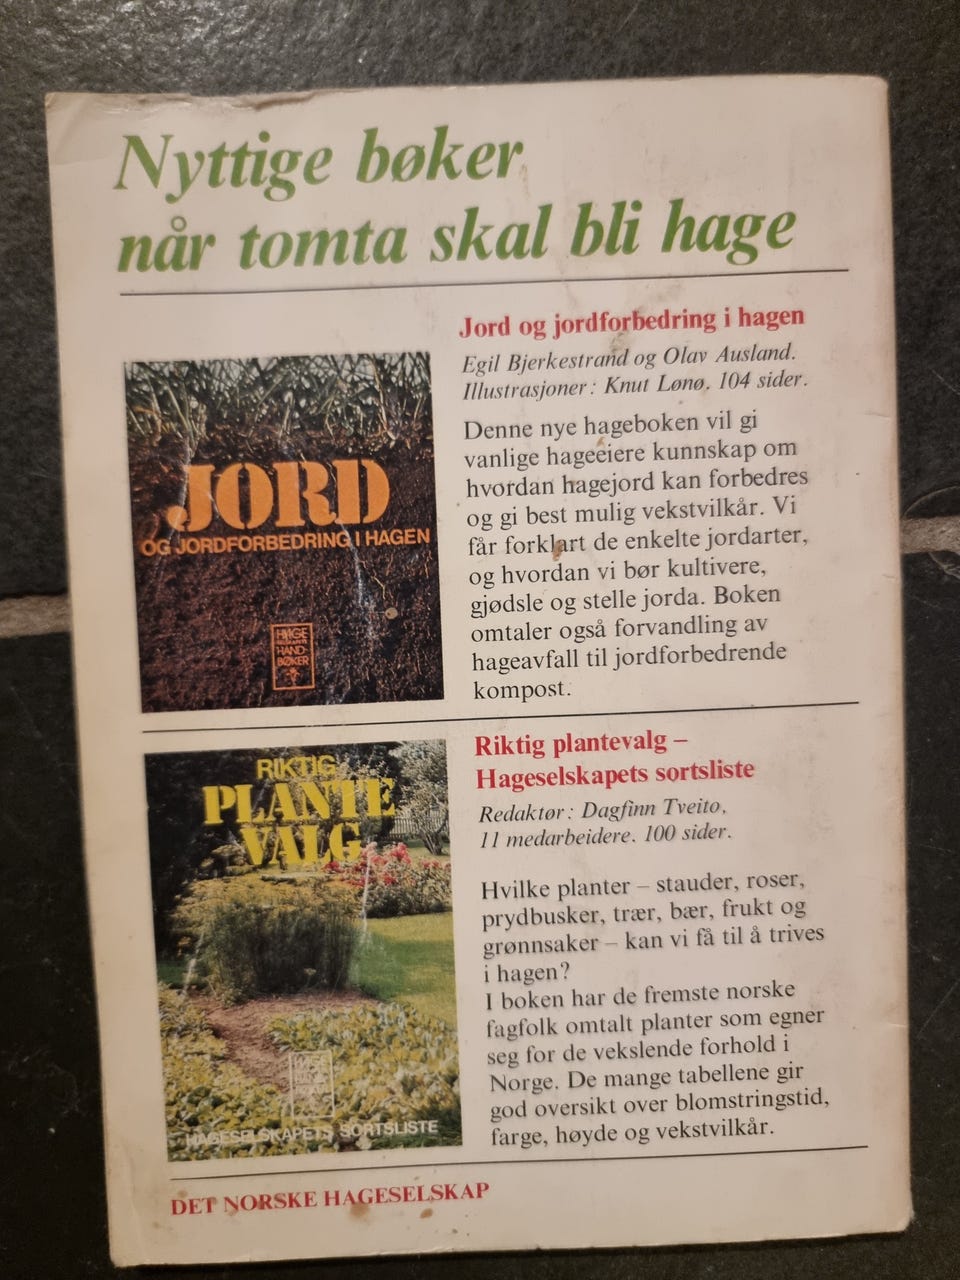 Nyttige bøker
når tomta skal bli hage
Jord og jordforbedring i hagen
Egil Bjerkestrand og Olav Ausland.
Illustrasjoner: Knut Lønø. 104 sider.
Denne nye hageboken vil gi
vanlige hageeiere kunnskap om
hvordan hagejord kan forbedres
og gi best mulig vekstvilkår. Vi
får forklart de enkelte jordarter,
og hvordan vi bør kultivere,
gjødsle og stelle jorda. Boken
omtaler også forvandling av
hageavfall til jordforbedrende
kompost.
JORD
OG JORDFORBEDRING I HAGEN
HAGE
SELSKAPETS
HÅND-
BØKER
Riktig plantevalg –
Hageselskapets sortsliste
Redaktør: Dagfinn Tveito.
11 medarbeidere. 100 sider.
Hvilke planter – stauder, roser,
prydbusker, trær, bær, frukt og
grønnsaker – kan vi få til å trives
i hagen?
I boken har de fremste norske
fagfolk omtalt planter som egner
seg for de vekslende forhold i
Norge. De mange tabellene gir
god oversikt over blomstringstid,
farge, høyde og vekstvilkår.
RIKTIG
PLANTE
VALG
HAGESELSKAPETS SORTSLISTE
DET NORSKE HAGESELSKAP